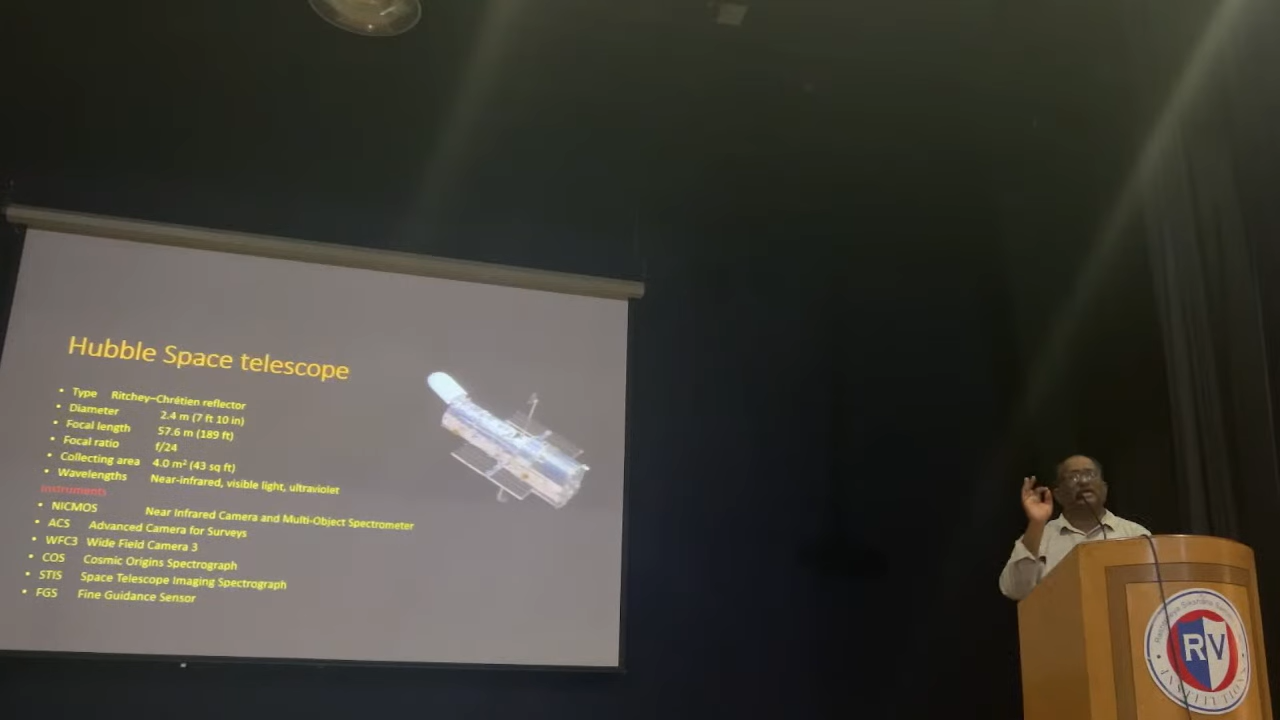 Hubble Space telescope
• Type Ritchey–Chrétien reflector
• Diameter 2.4 m (7 ft 10 in)
• Focal length 57.6 m (189 ft)
• Focal ratio f/24
• Collecting area 4.0 m² (43 sq ft)
• Wavelengths Near-infrared, visible light, ultraviolet
Instruments
• NICMOS Near Infrared Camera and Multi-Object Spectrometer
• ACS Advanced Camera for Surveys
• WFC3 Wide Field Camera 3
• COS Cosmic Origins Spectrograph
• STIS Space Telescope Imaging Spectrograph
• FGS Fine Guidance Sensor
RV